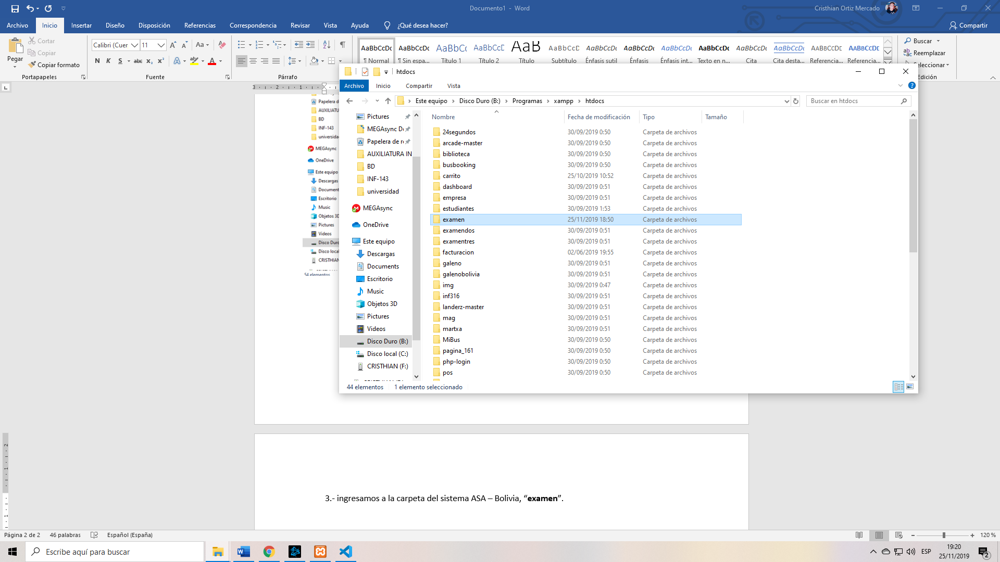 Documento1 - Word
Cristhian Ortiz Mercado
Archivo Inicio Insertar Diseño Disposición Referencias Correspondencia Revisar Vista Ayuda ¿Qué desea hacer? Compartir
Pegar
Cortar
Copiar
Copiar formato
Portapapeles
Calibri (Cuer 11
Aa
N K S abc x₂ x² A ab A
Fuente
Párrafo
AaBbCcDc AaBbCcDc AaBbCc AaBbCcD AaB AaBbCcD AaBbCcDc AaBbCcDc AaBbCcDc AaBbCcDc AaBbCcDc AaBbCcDc AABBCCDD AABBCCDD
¶ Normal ¶ Sin espa... Título 1 Título 2 Título Subtítulo Énfasis sutil Énfasis Énfasis int... Texto en n... Cita Cita desta... Referencia... Referencia...
Buscar
Reemplazar
eleccionar
dición
3 2 1
Papelera d
AUXILIATU
BD
INF-143
universida
MEGAsync
OneDrive
Este equipo
Descargas
Document
Escritorio
Music
Objetos 3D
Pictures
Videos
Disco Duro
Disco local
CRISTHIAN
54 elementos
htdocs
Archivo Inicio Compartir Vista
Este equipo Disco Duro (B:) Programas xampp htdocs
Buscar en htdocs
Pictures
MEGAsync Do
Papelera de re
AUXILIATURA IN
BD
INF-143
universidad
MEGAsync
OneDrive
Este equipo
Descargas
Documents
Escritorio
Music
Objetos 3D
Pictures
Videos
Disco Duro (B:)
Disco local (C:)
CRISTHIAN (F:)
Nombre Fecha de modificación Tipo Tamaño
24segundos 30/09/2019 0:50 Carpeta de archivos
arcade-master 30/09/2019 0:50 Carpeta de archivos
biblioteca 30/09/2019 0:50 Carpeta de archivos
busbooking 30/09/2019 0:50 Carpeta de archivos
carrito 25/10/2019 10:52 Carpeta de archivos
dashboard 30/09/2019 0:51 Carpeta de archivos
empresa 30/09/2019 0:51 Carpeta de archivos
estudiantes 30/09/2019 1:53 Carpeta de archivos
examen 25/11/2019 18:50 Carpeta de archivos
examendos 30/09/2019 0:51 Carpeta de archivos
examentres 30/09/2019 0:51 Carpeta de archivos
facturacion 02/06/2019 19:55 Carpeta de archivos
galeno 30/09/2019 0:51 Carpeta de archivos
galenobolivia 30/09/2019 0:51 Carpeta de archivos
img 30/09/2019 0:47 Carpeta de archivos
inf316 30/09/2019 0:51 Carpeta de archivos
landerz-master 30/09/2019 0:51 Carpeta de archivos
mag 30/09/2019 0:51 Carpeta de archivos
martxa 30/09/2019 0:51 Carpeta de archivos
MiBus 30/09/2019 0:50 Carpeta de archivos
pagina_161 30/09/2019 0:50 Carpeta de archivos
php-login 30/09/2019 0:50 Carpeta de archivos
pos 30/09/2019 0:50 Carpeta de archivos
44 elementos 1 elemento seleccionado
3.- ingresamos a la carpeta del sistema ASA – Bolivia, “examen”.
Página 2 de 2 46 palabras Español (España) 120 %
Escribe aquí para buscar
ESP
19:20
25/11/2019
2